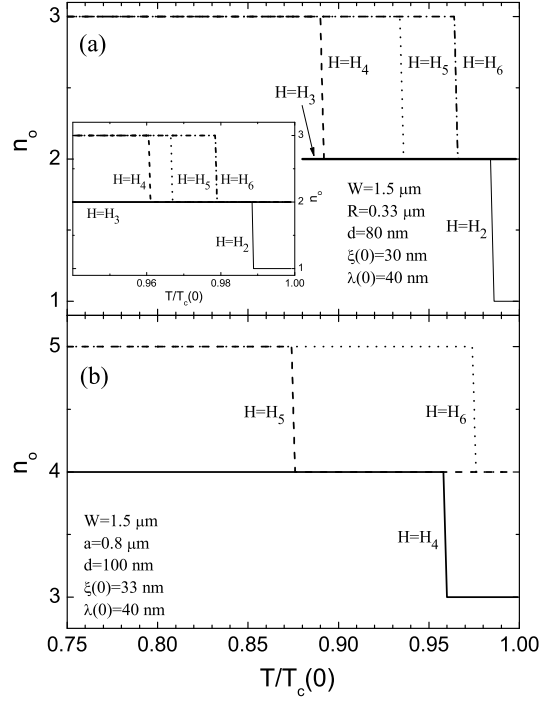 3
(a)
H=H4
H=H5
H=H6
H=H3
no
2
3
H=H4
H=H5
H=H6
no
2
H=H3
H=H2
1
0.96
0.98
1.00
T/Tc(0)
W=1.5 μm
R=0.33 μm
d=80 nm
ξ(0)=30 nm
λ(0)=40 nm
H=H2
1
5
(b)
H=H5
H=H6
no
4
W=1.5 μm
a=0.8 μm
d=100 nm
ξ(0)=33 nm
λ(0)=40 nm
H=H4
3
0.75
0.80
0.85
0.90
0.95
1.00
T/Tc(0)